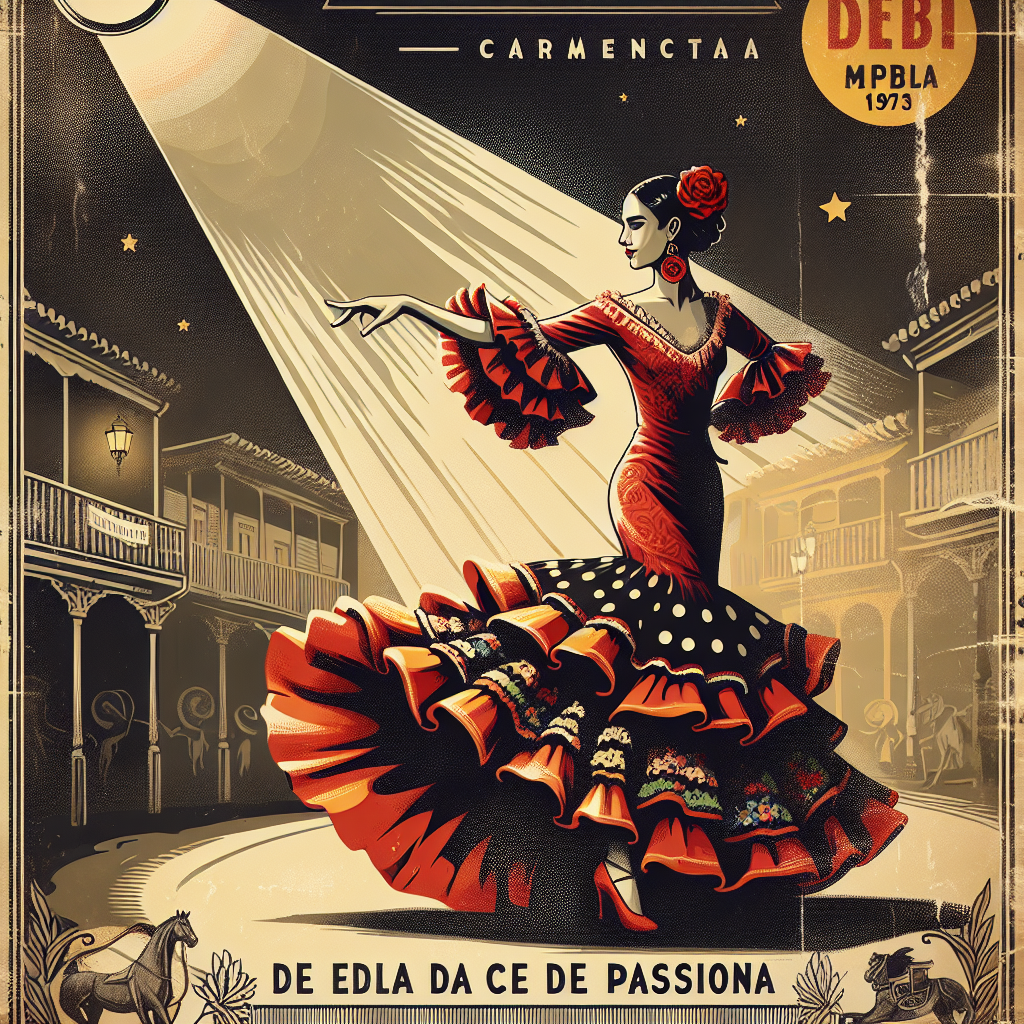 CARMENCTAA
DEBI
MPBLA
1973
DE EDLA DA CE DE PASSIONA